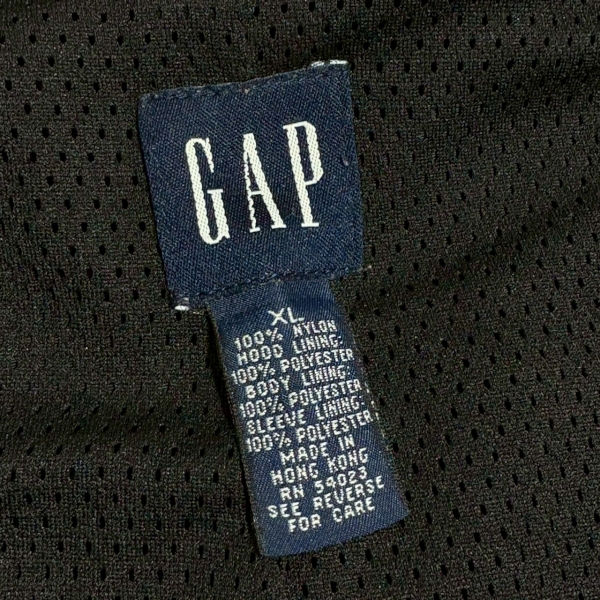 GAP
XL
100% NYLON
HOOD LINING:
100% POLYESTER
BODY LINING:
100% POLYESTER
SLEEVE LINING:
100% POLYESTER
MADE IN
HONG KONG
RN 54023
SEE REVERSE
FOR CARE